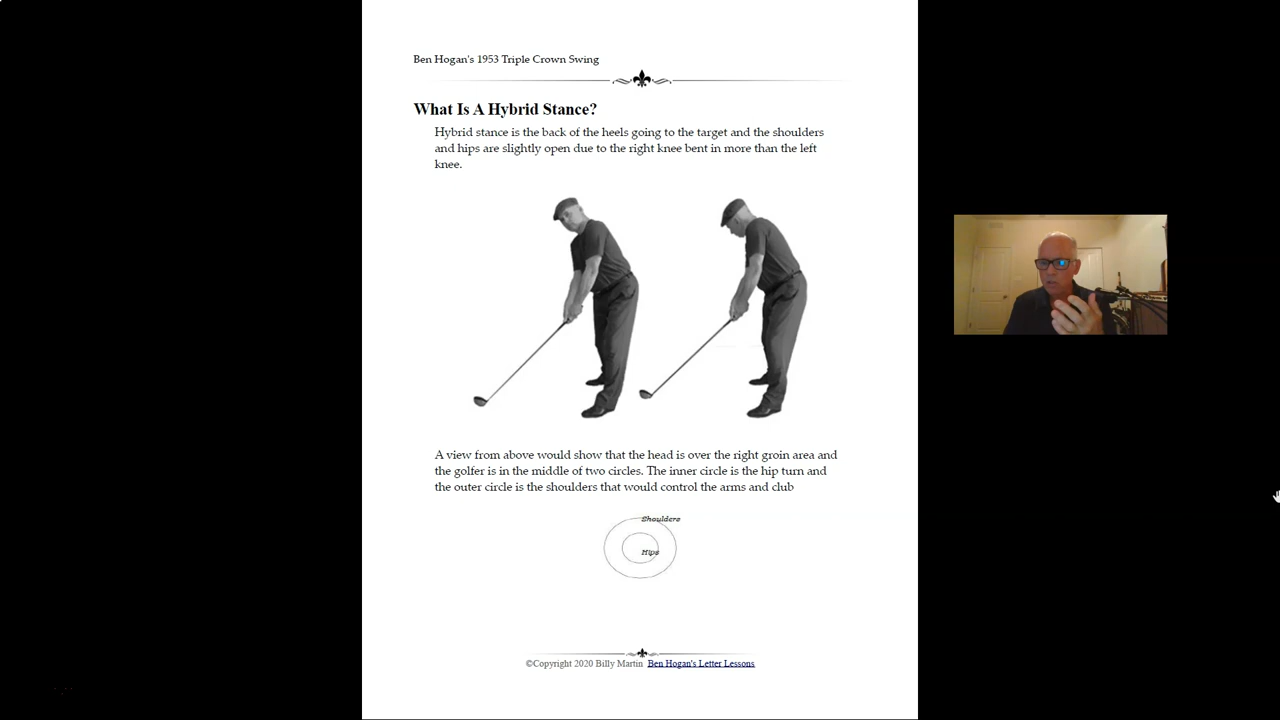 Ben Hogan's 1953 Triple Crown Swing
What Is A Hybrid Stance?
Hybrid stance is the back of the heels going to the target and the shoulders
and hips are slightly open due to the right knee bent in more than the left
knee.
A view from above would show that the head is over the right groin area and
the golfer is in the middle of two circles. The inner circle is the hip turn and
the outer circle is the shoulders that would control the arms and club
Shoulders
Hips
©Copyright 2020 Billy Martin Ben Hogan's Letter Lessons